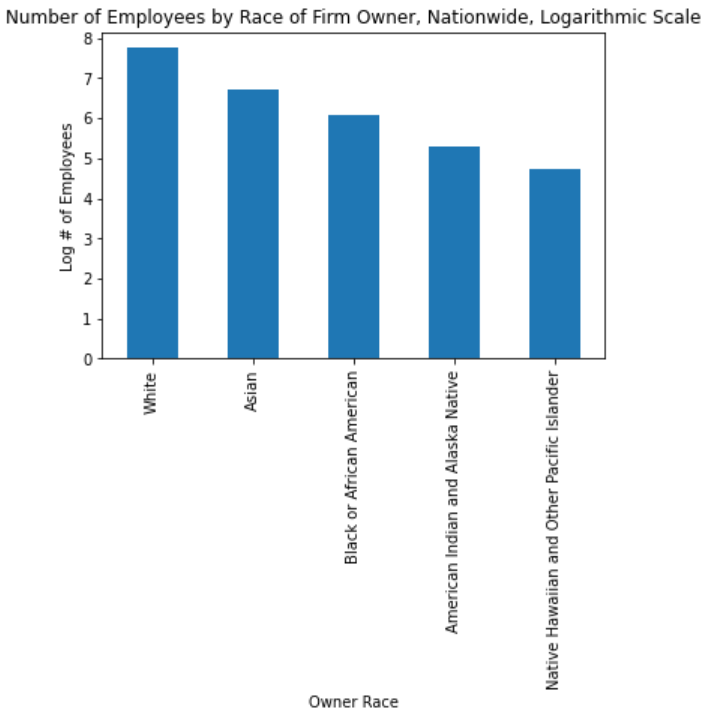 Number of Employees by Race of Firm Owner, Nationwide, Logarithmic Scale
Log # of Employees
8
7
6
5
4
3
2
1
0
White
Asian
Black or African American
American Indian and Alaska Native
Native Hawaiian and Other Pacific Islander
Owner Race